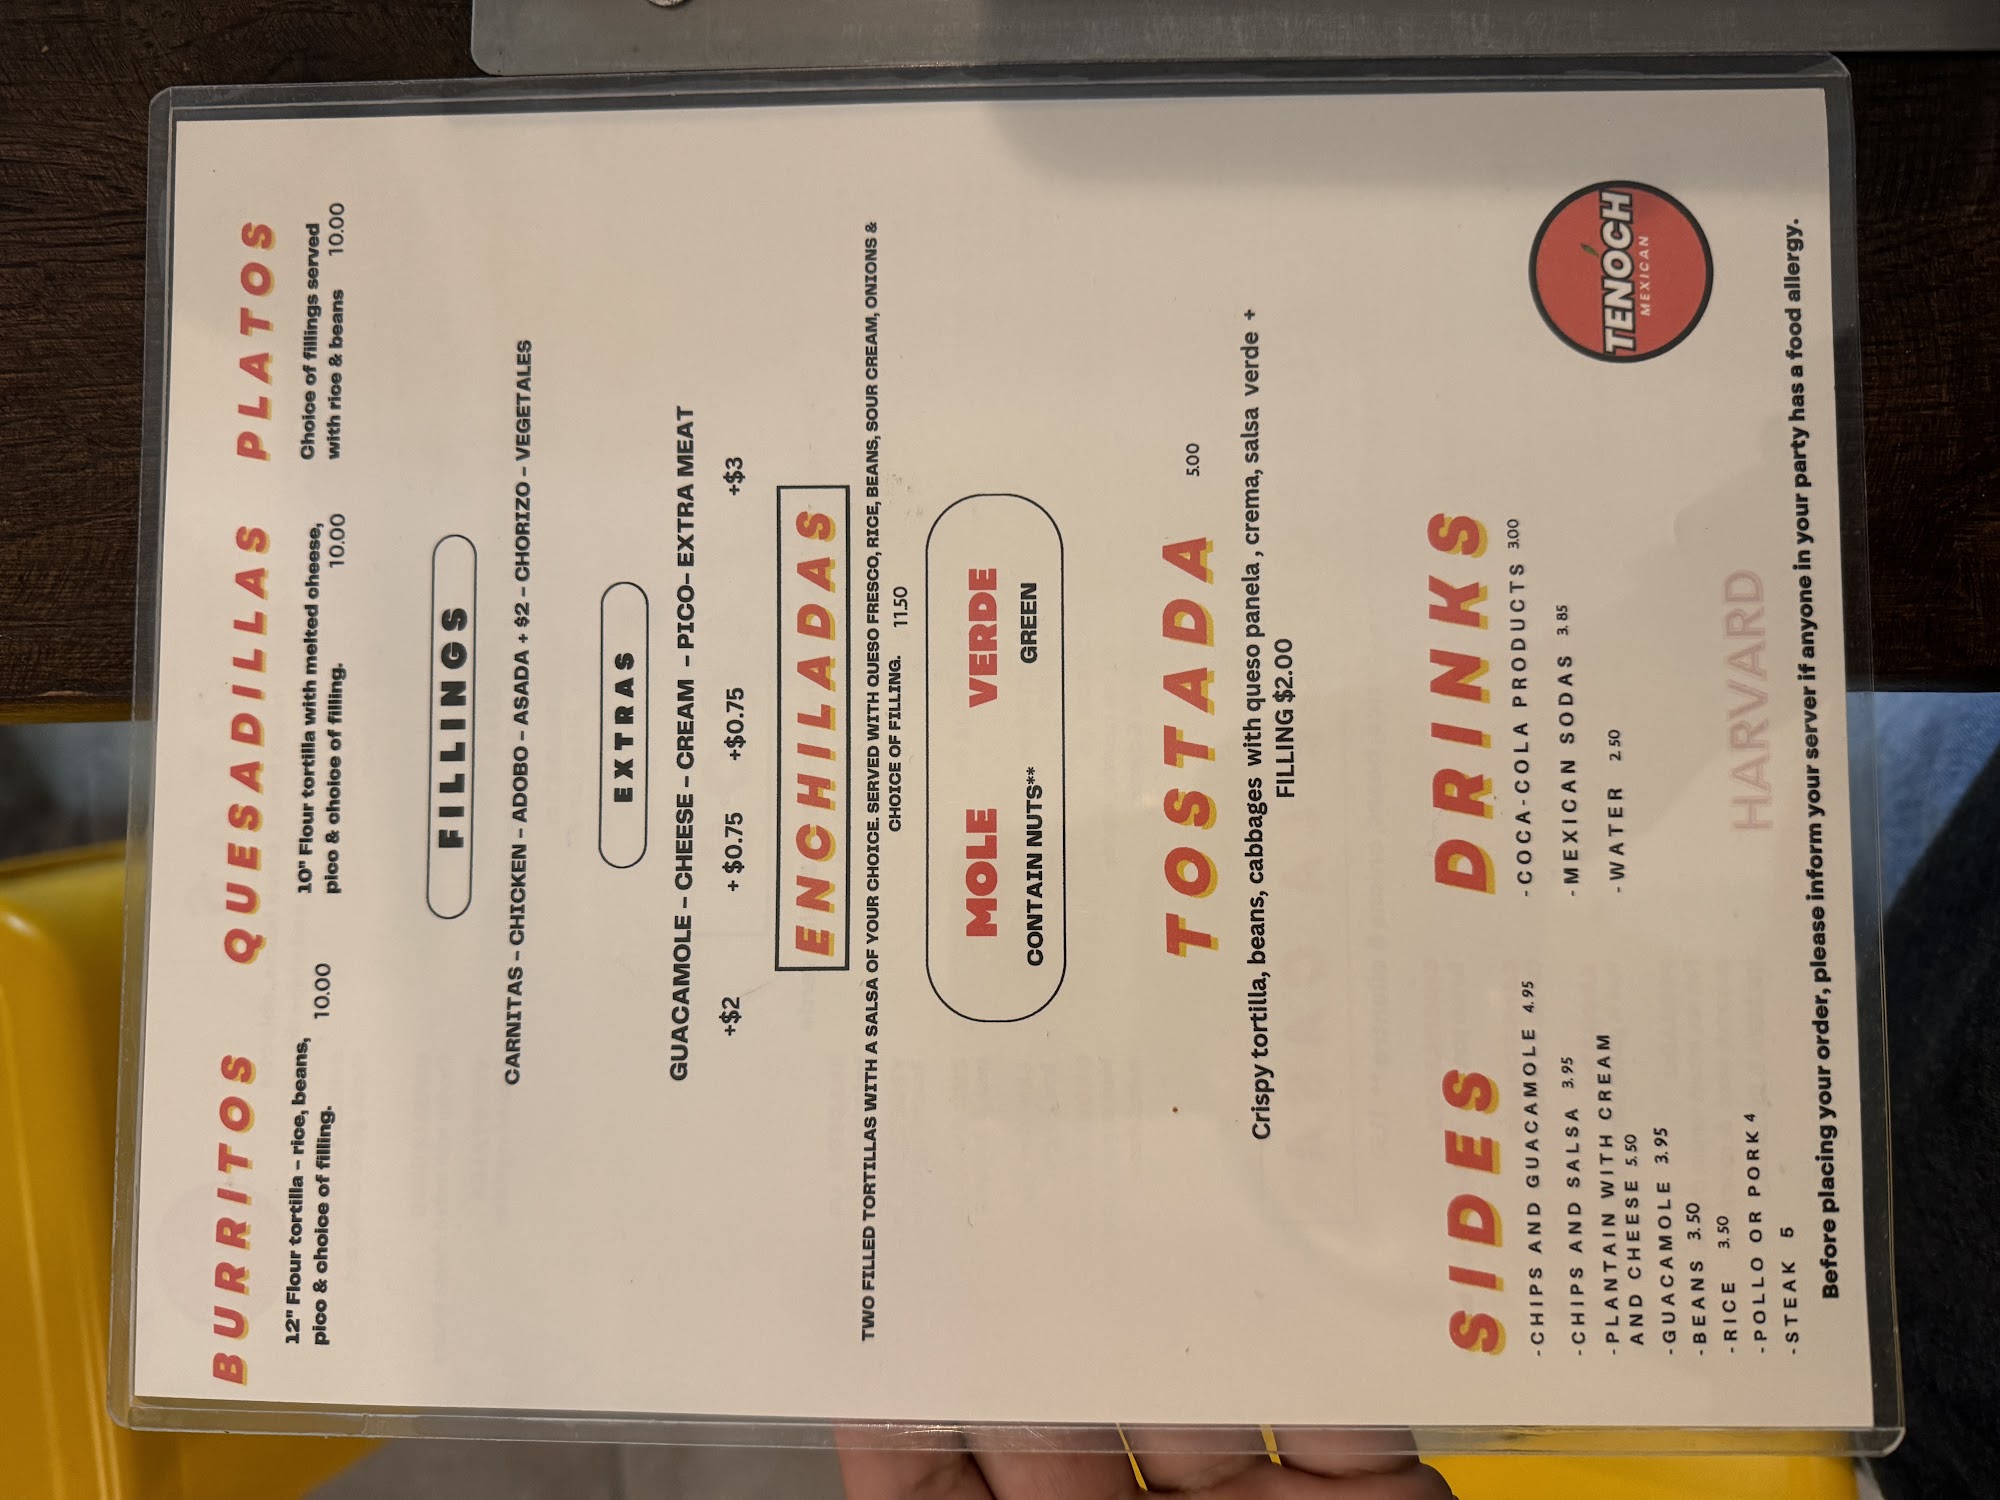 BURRITOS
12" Flour tortilla – rice, beans,
pico & choice of filling. 10.00
QUESADILLAS
10" Flour tortilla with melted cheese,
pico & choice of filling. 10.00
PLATOS
Choice of fillings served
with rice & beans 10.00
FILLINGS
CARNITAS – CHICKEN – ADOBO – ASADA + $2 – CHORIZO – VEGETALES
EXTRAS
GUACAMOLE – CHEESE – CREAM – PICO– EXTRA MEAT
+$2 + $0.75 +$0.75 +$3
ENCHILADAS
TWO FILLED TORTILLAS WITH A SALSA OF YOUR CHOICE. SERVED WITH QUESO FRESCO, RICE, BEANS, SOUR CREAM, ONIONS &
CHOICE OF FILLING. 11.50
MOLE VERDE
CONTAIN NUTS** GREEN
TOSTADA 5.00
Crispy tortilla, beans, cabbages with queso panela , crema, salsa verde +
FILLING $2.00
SIDES
-CHIPS AND GUACAMOLE 4.95
-CHIPS AND SALSA 3.95
-PLANTAIN WITH CREAM
AND CHEESE 5.50
-GUACAMOLE 3.95
-BEANS 3.50
-RICE 3.50
-POLLO OR PORK 4
-STEAK 5
DRINKS
-COCA-COLA PRODUCTS 3.00
-MEXICAN SODAS 3.85
-WATER 2 50
TENOCH
MEXICAN
HARVARD
Before placing your order, please inform your server if anyone in your party has a food allergy.